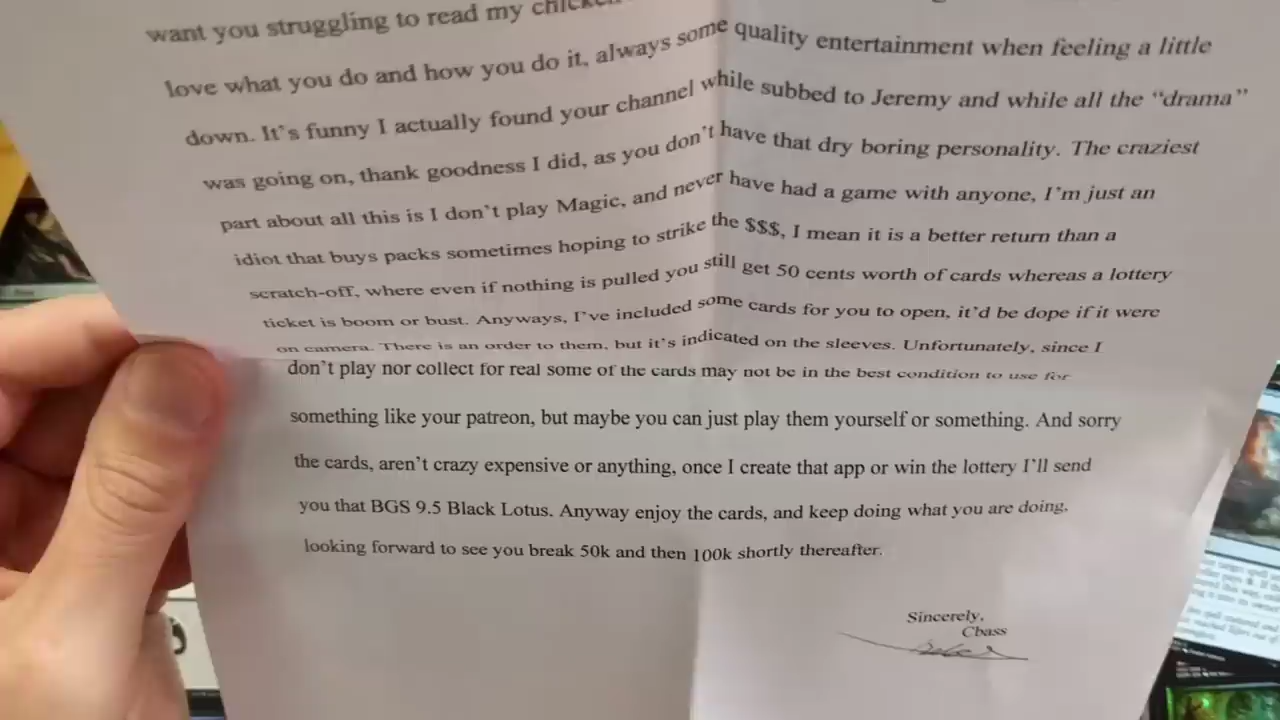 want you struggling to read my
love what you do and how you do it, always some quality entertainment when feeling a little
down. It's funny I actually found your channel while subbed to Jeremy and while all the “drama”
was going on, thank goodness I did, as you don't have that dry boring personality. The craziest
part about all this is I don't play Magic, and never have had a game with anyone, I'm just an
idiot that buys packs sometimes hoping to strike the $$$, I mean it is a better return than a
scratch-off, where even if nothing is pulled you still get 50 cents worth of cards whereas a lottery
ticket is boom or bust. Anyways, I've included some cards for you to open, it'd be dope if it were
on camera. There is an order to them, but it's indicated on the sleeves. Unfortunately, since I
don't play nor collect for real some of the cards may not be in the best condition to use for
something like your patreon, but maybe you can just play them yourself or something. And sorry
the cards, aren't crazy expensive or anything, once I create that app or win the lottery I'll send
you that BGS 9.5 Black Lotus. Anyway enjoy the cards, and keep doing what you are doing,
looking forward to see you break 50k and then 100k shortly thereafter.
Sincerely,
Cbass